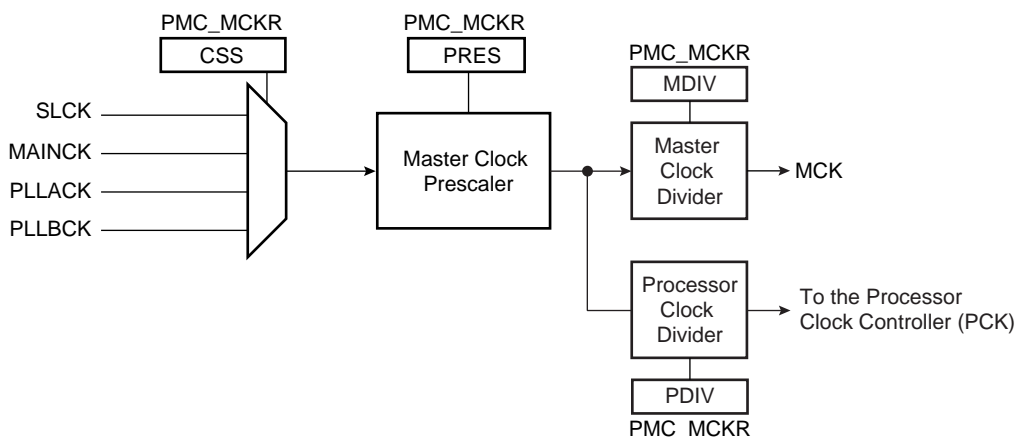 PMC_MCKR
CSS
PMC_MCKR
PRES
PMC_MCKR
MDIV
SLCK
MAINCK
PLLACK
PLLBCK
Master Clock
Prescaler
Master
Clock
Divider
MCK
Processor
Clock
Divider
To the Processor
Clock Controller (PCK)
PDIV
PMC_MCKR